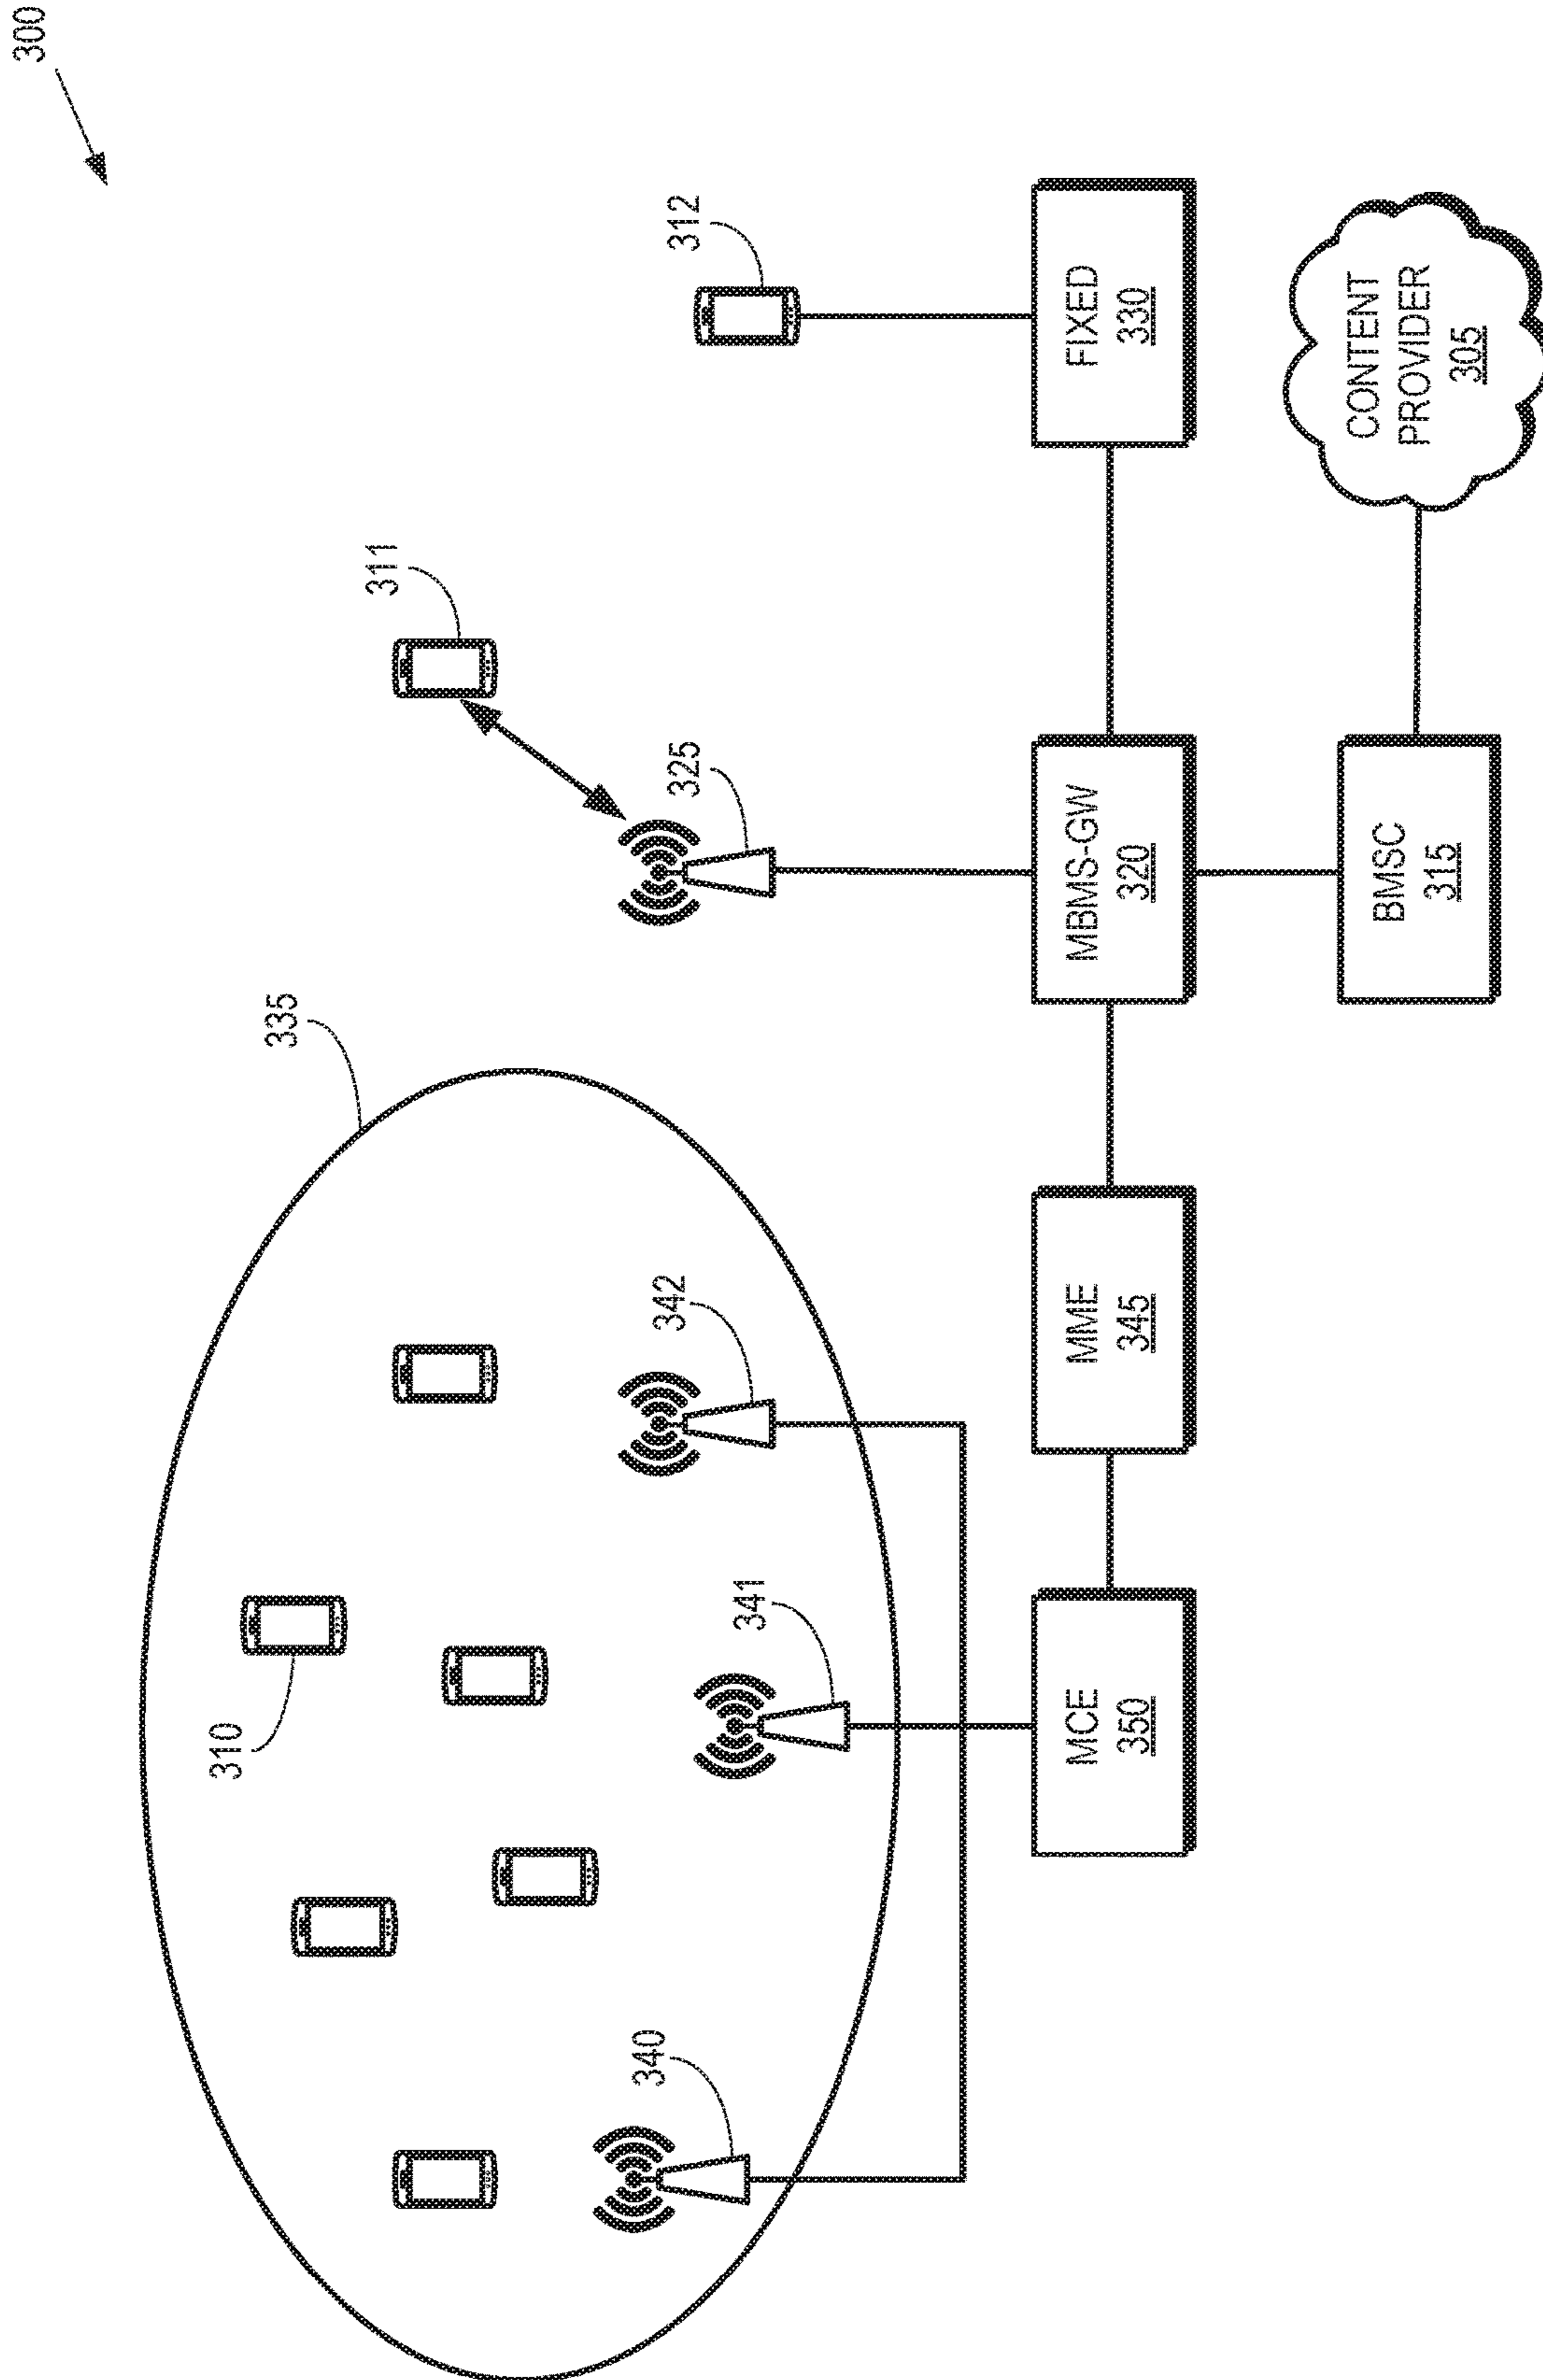 300
335
310
311
312
325
340
341
342
MCE
350
MME
345
MBMS-GW
320
FIXED
330
BMSC
315
CONTENT
PROVIDER
305